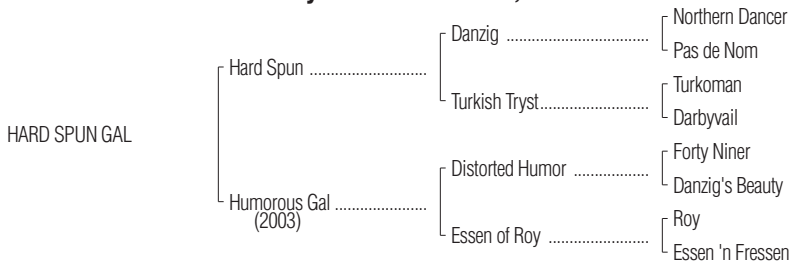 Northern Dancer
Danzig
Pas de Nom
Hard Spun
Turkoman
Turkish Tryst
Darbyvail
HARD SPUN GAL
Forty Niner
Distorted Humor
Danzig's Beauty
Humorous Gal
(2003)
Roy
Essen of Roy
Essen 'n Fressen